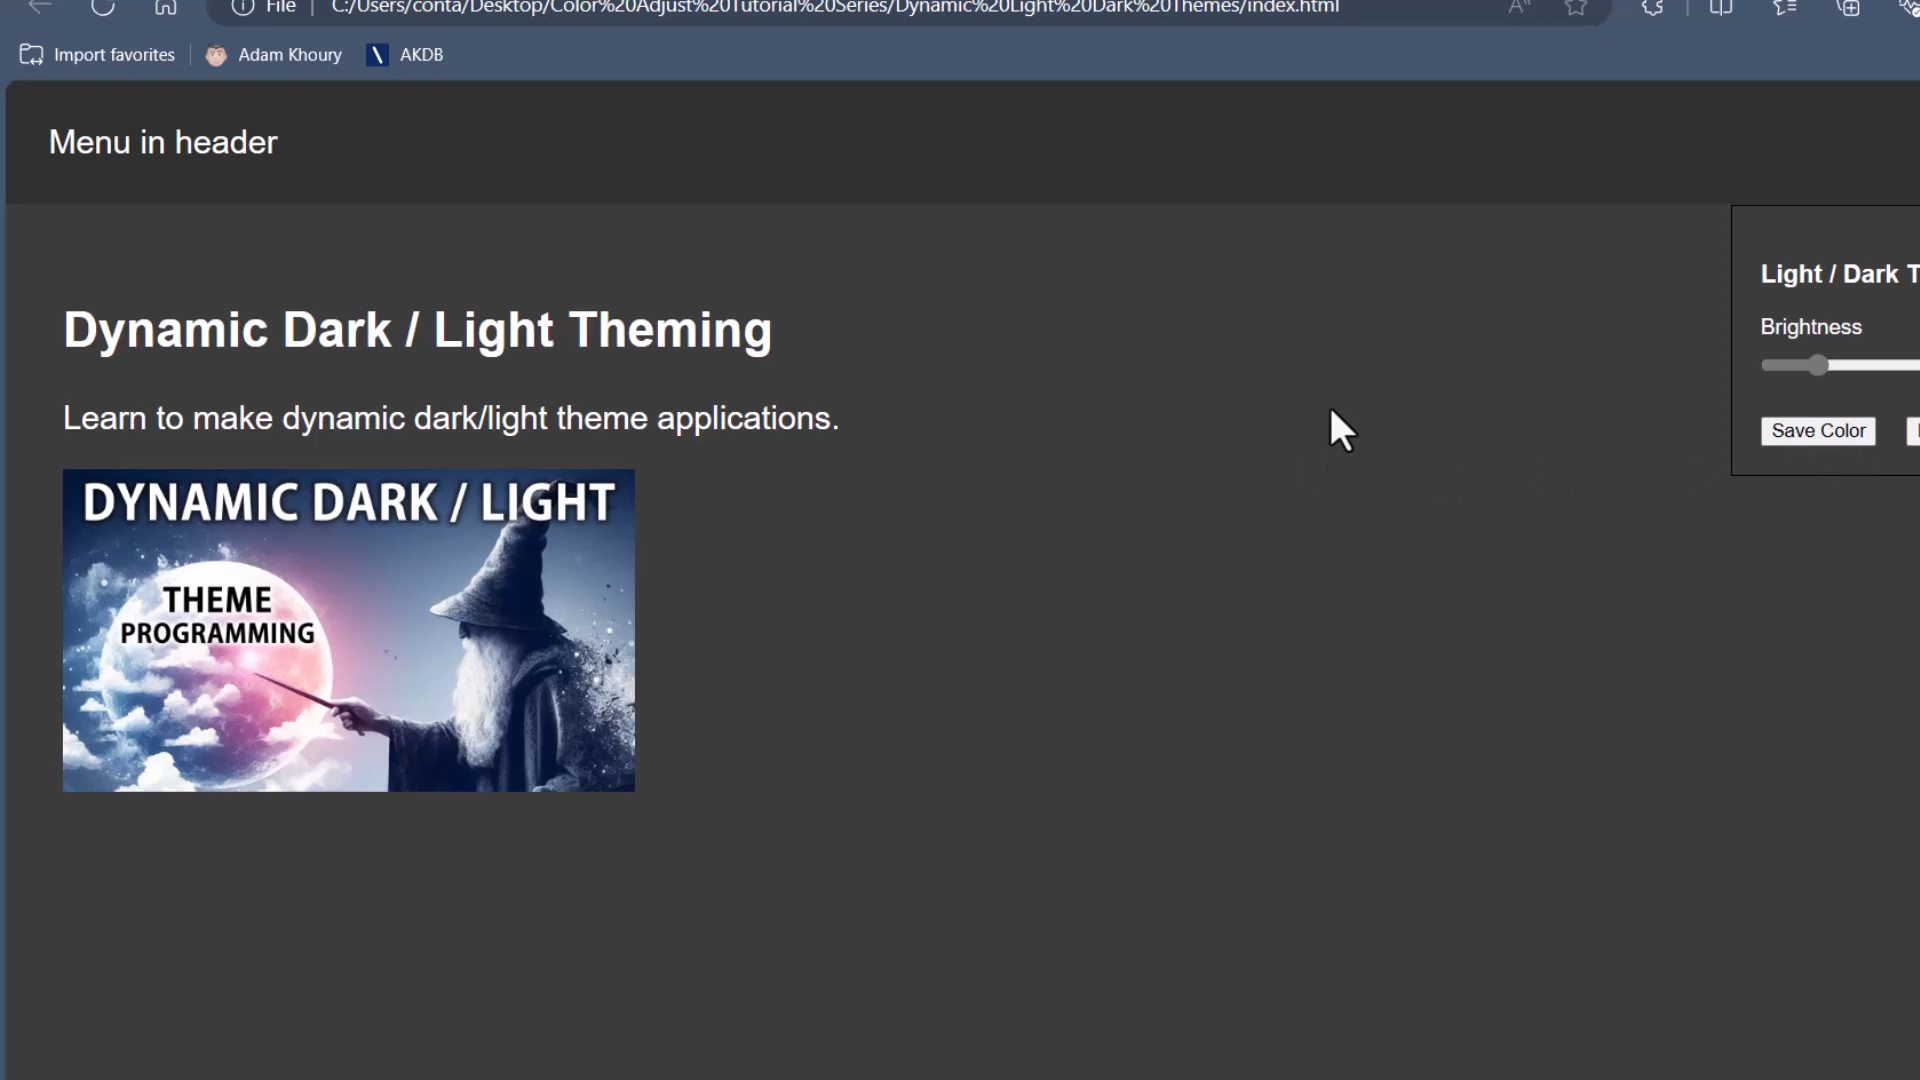 File
C:/Users/conta/Desktop/Color%20Adjust%20Tutorial%20Series/Dynamic%20Light%20Dark%20Themes/index.html
Import favorites
Adam Khoury
AKDB
Menu in header
Light / Dark T
Dynamic Dark / Light Theming
Brightness
Learn to make dynamic dark/light theme applications.
Save Color
DYNAMIC DARK / LIGHT
THEME
PROGRAMMING